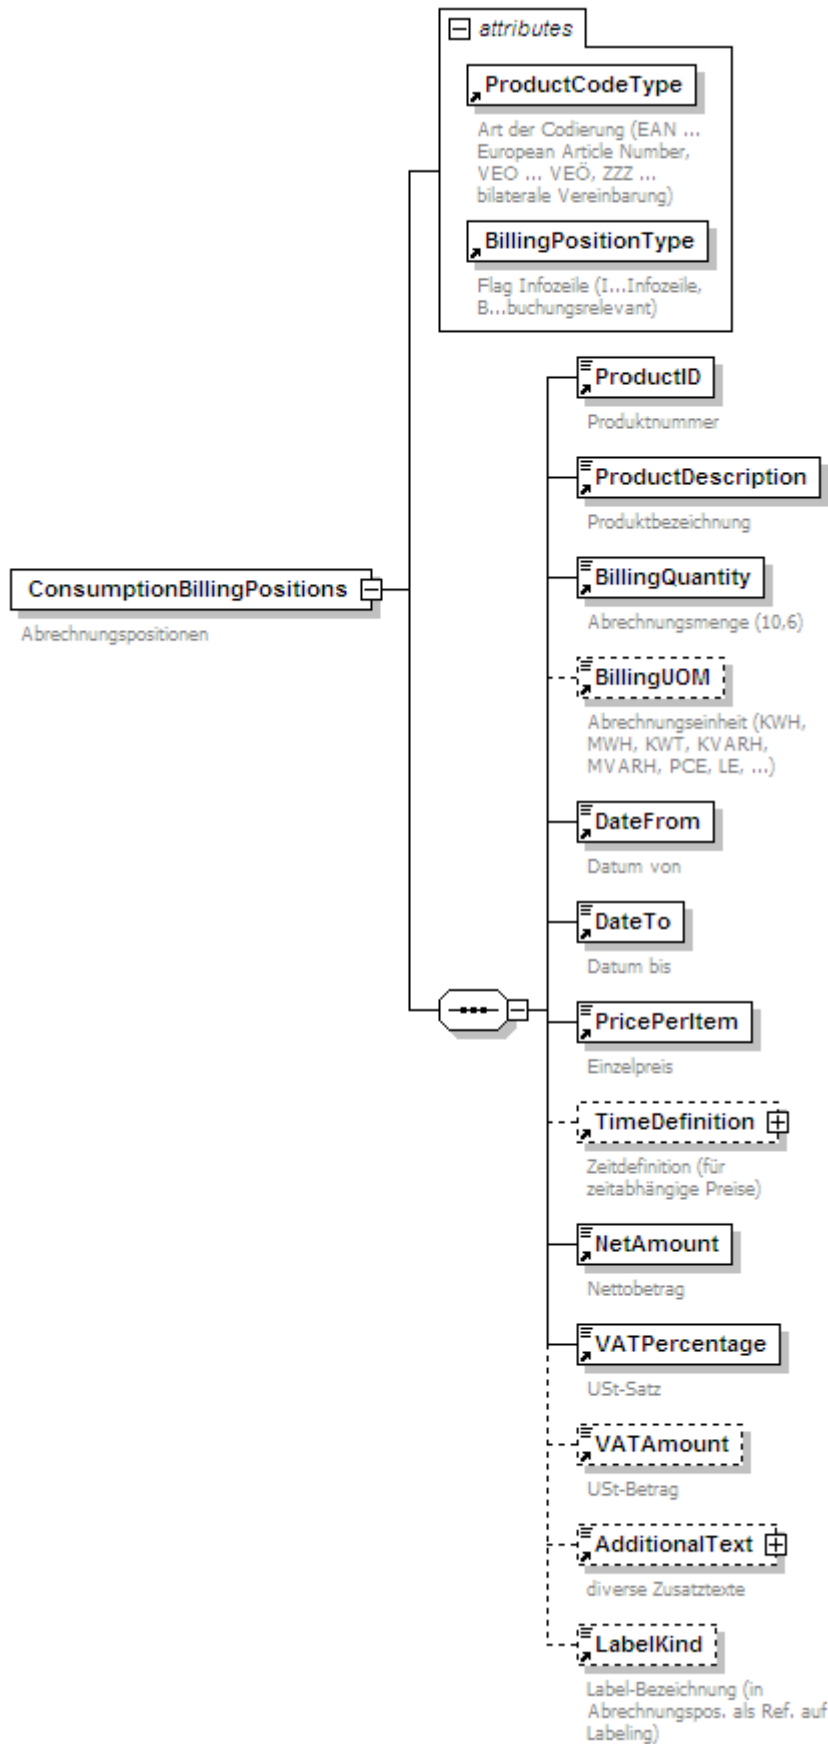 attributes
ProductCodeType
Art der Codierung (EAN ...
European Article Number,
VEO ... VEÖ, ZZZ ...
bilaterale Vereinbarung)
BillingPositionType
Flag Infozeile (I...Infozeile,
B...buchungsrelevant)
ConsumptionBillingPositions
Abrechnungspositionen
ProductID
Produktnummer
ProductDescription
Produktbezeichnung
BillingQuantity
Abrechnungsmenge (10,6)
BillingUOM
Abrechnungseinheit (KWH,
MWH, KWT, KVARH,
MVARH, PCE, LE, ...)
DateFrom
Datum von
DateTo
Datum bis
PricePerItem
Einzelpreis
TimeDefinition
Zeitdefinition (für
zeitabhängige Preise)
NetAmount
Nettobetrag
VATPercentage
USt-Satz
VATAmount
USt-Betrag
AdditionalText
diverse Zusatztexte
LabelKind
Label-Bezeichnung (in
Abrechnungspos. als Ref. auf
Labeling)